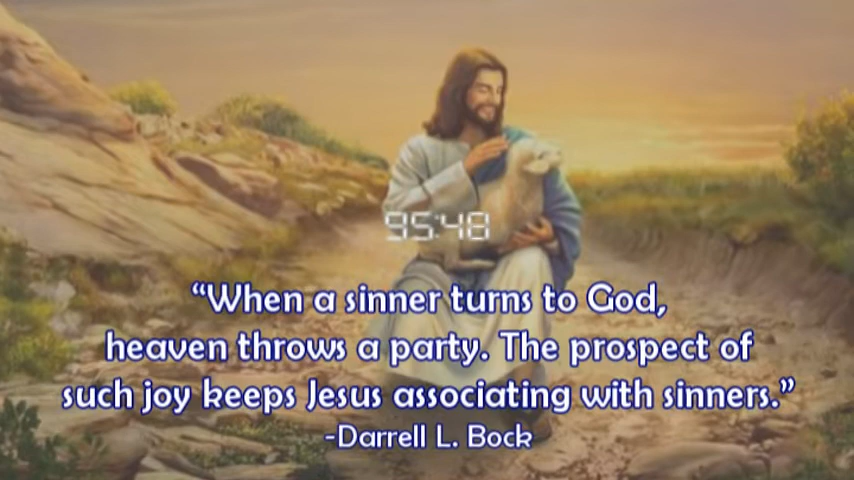 95:48
“When a sinner turns to God,
heaven throws a party. The prospect of
such joy keeps Jesus associating with sinners.”
-Darrell L. Bock